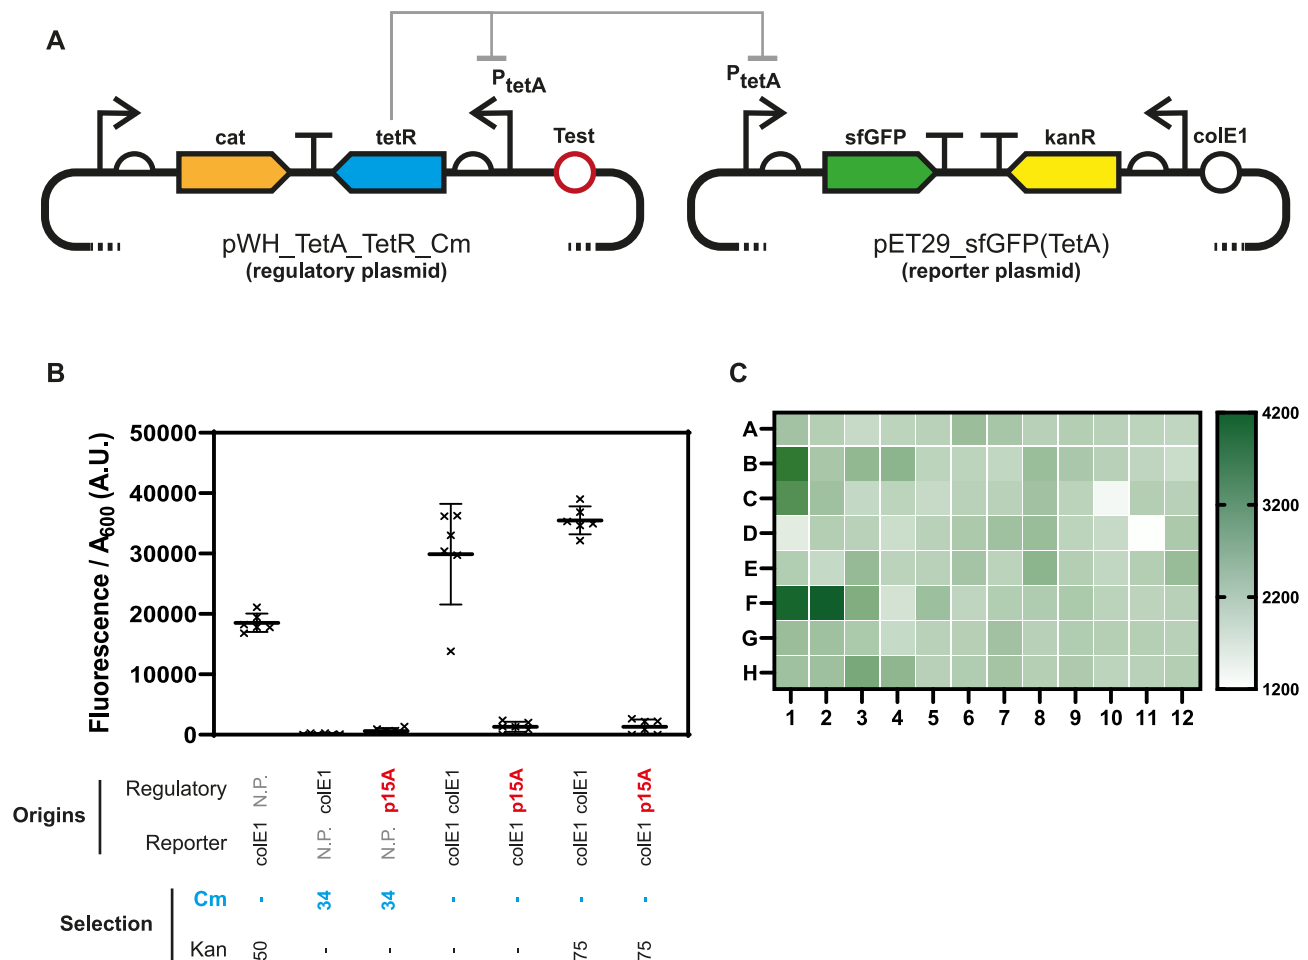 A
PtetA
PtetA
cat
tetR
Test
sfGFP
kanR
colE1
pWH_TetA_TetR_Cm
(regulatory plasmid)
pET29_sfGFP(TetA)
(reporter plasmid)
B
Fluorescence / A600 (A.U.)
50000
40000
30000
20000
10000
0
Origins
Regulatory
N.P. colE1 p15A colE1 p15A colE1 p15A
Reporter
colE1 N.P. N.P. colE1 colE1 colE1 colE1
Selection
Cm - 34 34 - - - -
Kan 50 - - - - 75 75
C
A
B
C
D
E
F
G
H
1 2 3 4 5 6 7 8 9 10 11 12
4200
3200
2200
1200